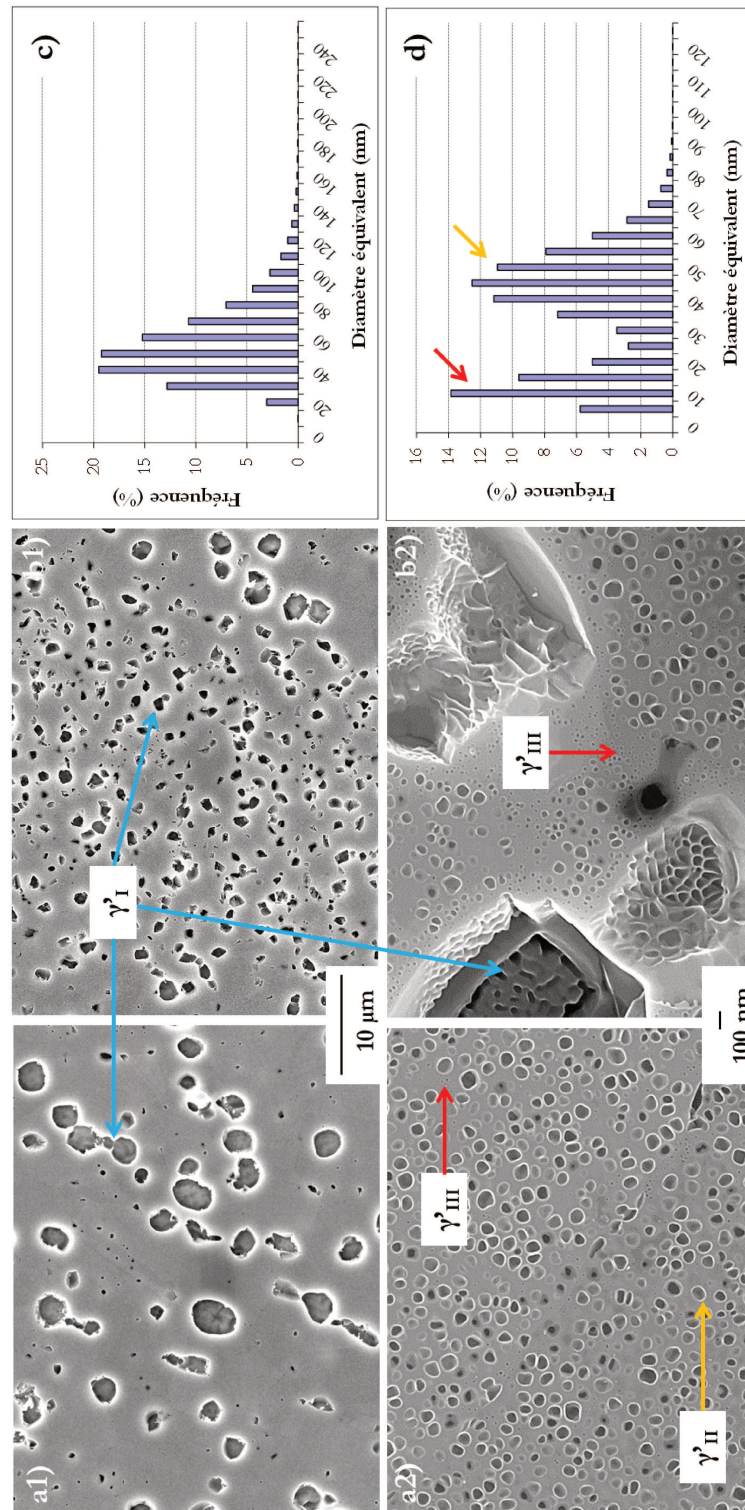 a1)
b1)
γ'I
10 µm
a2)
b2)
γ'III
γ'III
γ'II
100 nm
c)
25
20
15
10
5
0
Fréquence (%)
0 20 40 60 80 100 120 140 160 180 200 220 240
Diamètre équivalent (nm)
d)
16
14
12
10
8
6
4
2
0
Fréquence (%)
0 10 20 30 40 50 60 70 80 90 100 110 120
Diamètre équivalent (nm)